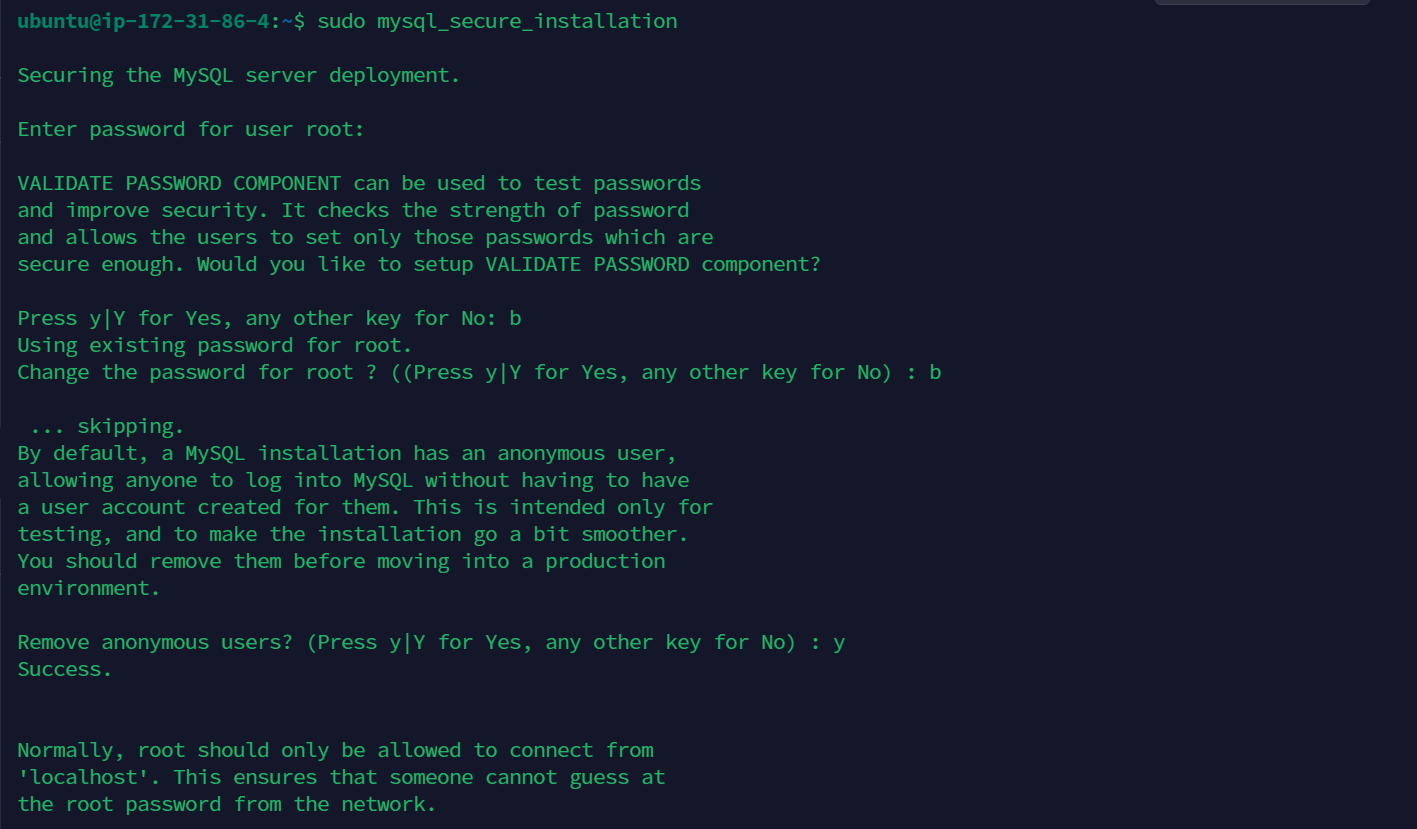 ubuntu@ip-172-31-86-4:~$ sudo mysql_secure_installation
Securing the MySQL server deployment.
Enter password for user root:
VALIDATE PASSWORD COMPONENT can be used to test passwords
and improve security. It checks the strength of password
and allows the users to set only those passwords which are
secure enough. Would you like to setup VALIDATE PASSWORD component?
Press y|Y for Yes, any other key for No: b
Using existing password for root.
Change the password for root ? ((Press y|Y for Yes, any other key for No) : b
... skipping.
By default, a MySQL installation has an anonymous user,
allowing anyone to log into MySQL without having to have
a user account created for them. This is intended only for
testing, and to make the installation go a bit smoother.
You should remove them before moving into a production
environment.
Remove anonymous users? (Press y|Y for Yes, any other key for No) : y
Success.
Normally, root should only be allowed to connect from
'localhost'. This ensures that someone cannot guess at
the root password from the network.